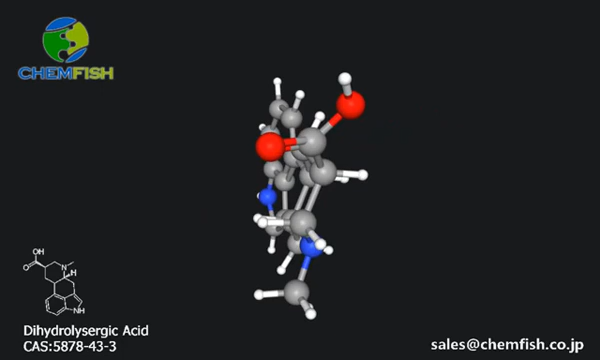 CHEMFISH
OH
O
N
H
NH
Dihydrolysergic Acid
CAS:5878-43-3
sales@chemfish.co.jp